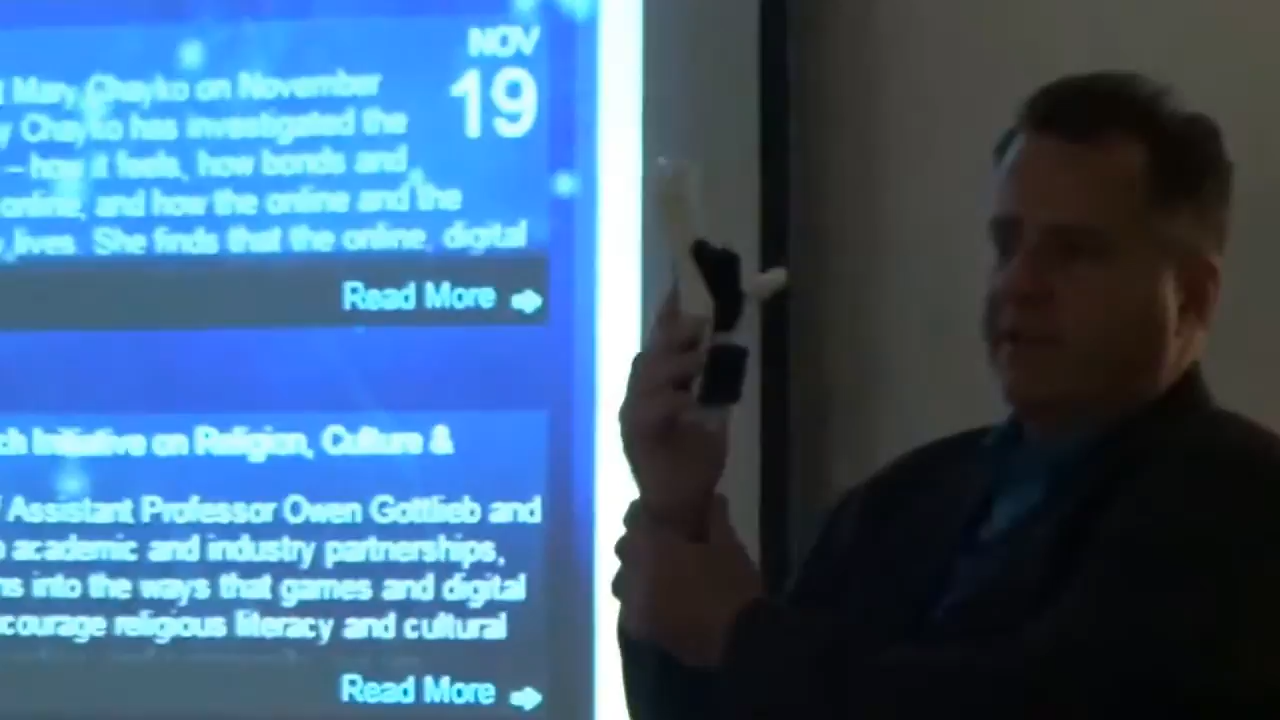 NOV
19
t Mary Chayko on November
y Chayko has investigated the
– how it feels, how bonds and
online, and how the online and the
lives. She finds that the online, digital
Read More
ch Initiative on Religion, Culture &
Assistant Professor Owen Gottlieb and
academic and industry partnerships,
ns into the ways that games and digital
courage religious literacy and cultural
Read More